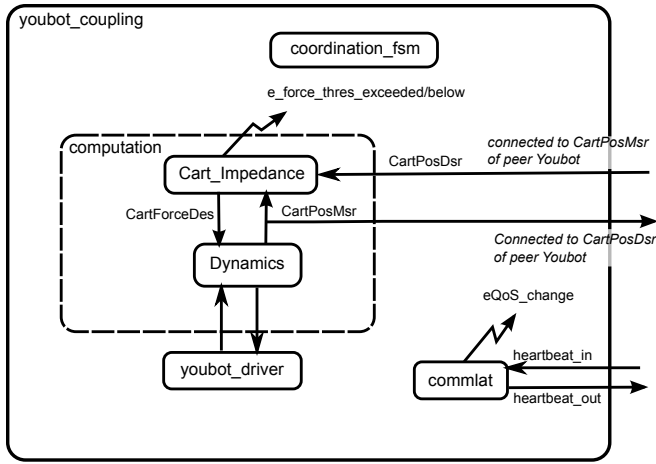 youbot_coupling
coordination_fsm
e_force_thres_exceeded/below
computation
connected to CartPosMsr
of peer Youbot
CartPosDsr
Cart_Impedance
CartForceDes
CartPosMsr
Connected to CartPosDsr
of peer Youbot
Dynamics
eQoS_change
youbot_driver
heartbeat_in
commlat
heartbeat_out